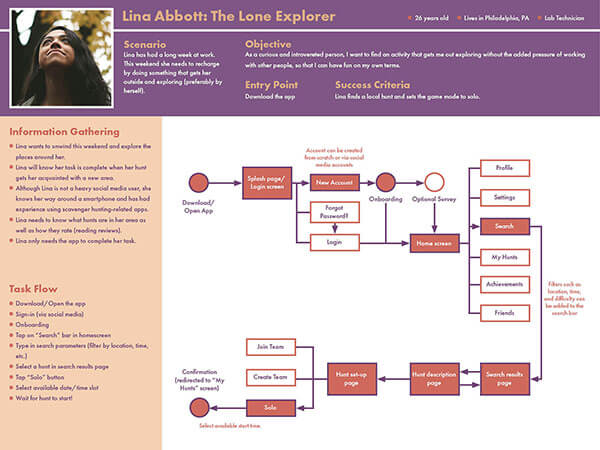 Lina Abbott: The Lone Explorer
26 years old
Lives in Philadelphia, PA
Lab Technician
Scenario
Lina has had a long week at work.
This weekend she needs to recharge
by doing something that gets her
outside and exploring (preferably by
herself).
Objective
As a curious and introverted person, I want to find an activity that gets me out exploring without the added pressure of working
with other people, so that I can have fun on my own terms.
Entry Point
Download the app
Success Criteria
Lina finds a local hunt and sets the game mode to solo.
Information Gathering
Lina wants to unwind this weekend and explore the
places around her.
Lina will know her task is complete when her hunt
gets her acquainted with a new area.
Although Lina is not a heavy social media user, she
knows her way around a smartphone and has had
experience using scavenger hunting-related apps.
Lina needs to know what hunts are in her area as
well as how they rate (reading reviews).
Lina only needs the app to complete her task.
Task Flow
Download/Open the app
Sign-in (via social media)
Onboarding
Tap on "Search" bar in homescreen
Type in search parameters (filter by location, time,
etc.)
Select a hunt in search results page
Tap "Solo" button
Select available date/time slot
Wait for hunt to start!
Account can be created
from scratch or via social
media accounts
Download/
Open App
Splash page/
Login screen
New Account
Forgot
Password?
Login
Onboarding
Optional Survey
Home screen
Profile
Settings
Search
My Hunts
Achievements
Friends
Filters such as
location, time,
and difficulty can
be added to the
search bar
Search results
page
Hunt description
page
Hunt set-up
page
Join Team
Create Team
Solo
Select available start time.
Confirmation
(redirected to "My
Hunts" screen)